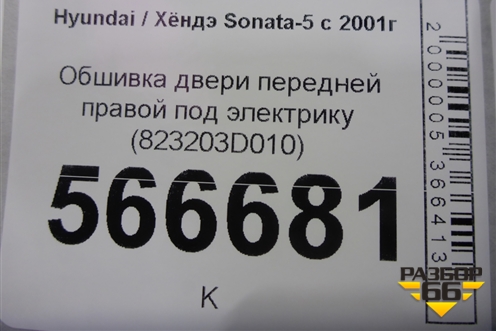 Hyundai / Хёндэ Sonata-5 с 2001г
Обшивка двери передней
правой под электрику
(823203D010)
566681
К
2000005366413
РАЗБОР
66